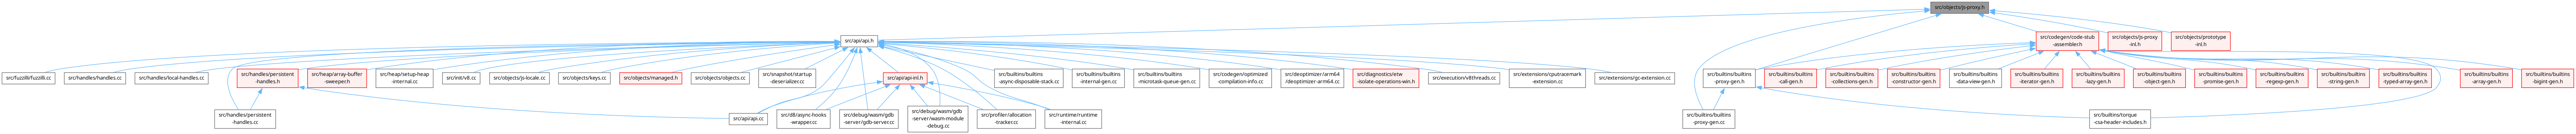 src/objects/js-proxy.h
src/api/api.h
src/codegen/code-stub
-assembler.h
src/objects/js-proxy
-inl.h
src/objects/prototype
-inl.h
src/fuzzilli/fuzzilli.cc
src/handles/handles.cc
src/handles/local-handles.cc
src/handles/persistent
-handles.h
src/heap/array-buffer
-sweeper.h
src/heap/setup-heap
-internal.cc
src/init/v8.cc
src/objects/js-locale.cc
src/objects/keys.cc
src/objects/managed.h
src/objects/objects.cc
src/snapshot/startup
-deserializer.cc
src/api/api-inl.h
src/builtins/builtins
-async-disposable-stack.cc
src/builtins/builtins
-internal-gen.cc
src/builtins/builtins
-microtask-queue-gen.cc
src/codegen/optimized
-compilation-info.cc
src/deoptimizer/arm64
/deoptimizer-arm64.cc
src/diagnostics/etw
-isolate-operations-win.h
src/execution/v8threads.cc
src/extensions/cputracemark
-extension.cc
src/extensions/gc-extension.cc
src/builtins/builtins
-proxy-gen.h
src/builtins/builtins
-call-gen.h
src/builtins/builtins
-collections-gen.h
src/builtins/builtins
-constructor-gen.h
src/builtins/builtins
-data-view-gen.h
src/builtins/builtins
-iterator-gen.h
src/builtins/builtins
-lazy-gen.h
src/builtins/builtins
-object-gen.h
src/builtins/builtins
-promise-gen.h
src/builtins/builtins
-regexp-gen.h
src/builtins/builtins
-string-gen.h
src/builtins/builtins
-typed-array-gen.h
src/builtins/builtins
-array-gen.h
src/builtins/builtins
-bigint-gen.h
src/handles/persistent
-handles.cc
src/api/api.cc
src/d8/async-hooks
-wrapper.cc
src/debug/wasm/gdb
-server/gdb-server.cc
src/debug/wasm/gdb
-server/wasm-module
-debug.cc
src/profiler/allocation
-tracker.cc
src/runtime/runtime
-internal.cc
src/builtins/builtins
-proxy-gen.cc
src/builtins/torque
-csa-header-includes.h